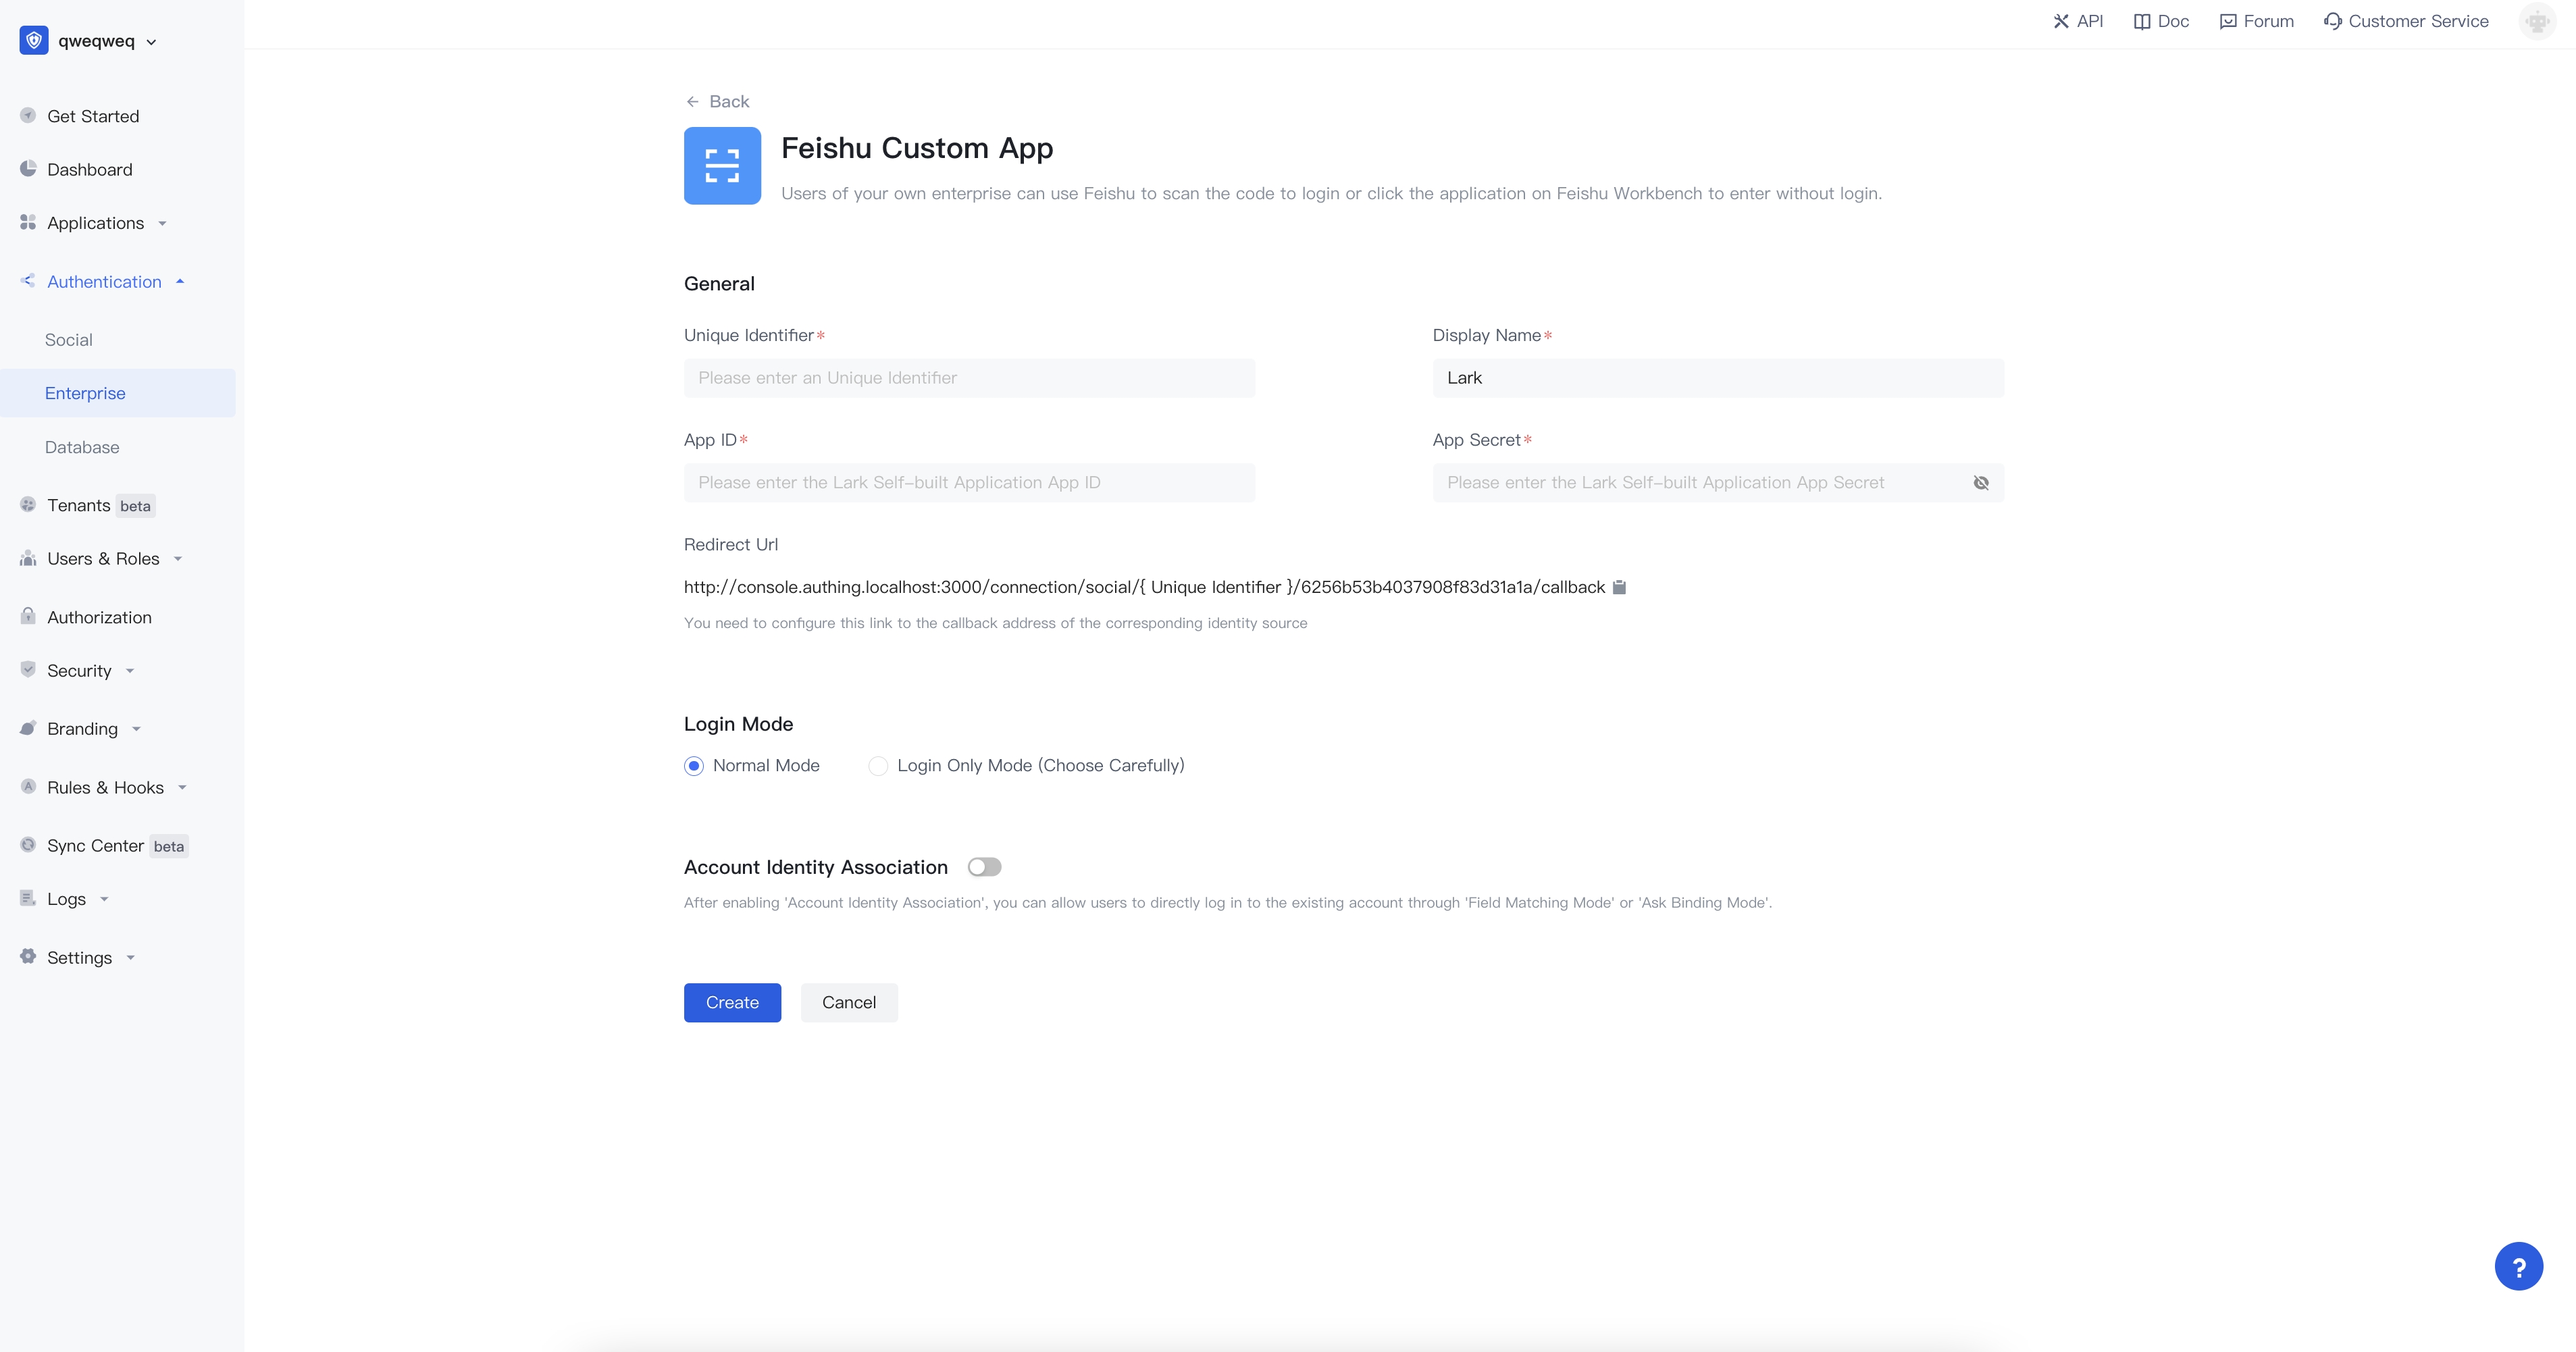 qweqweq
API Doc Forum Customer Service
Get Started
Dashboard
Applications
Authentication
Social
Enterprise
Database
Tenants beta
Users & Roles
Authorization
Security
Branding
Rules & Hooks
Sync Center beta
Logs
Settings
Back
Feishu Custom App
Users of your own enterprise can use Feishu to scan the code to login or click the application on Feishu Workbench to enter without login.
General
Unique Identifier*
Please enter an Unique Identifier
Display Name*
Lark
App ID*
Please enter the Lark Self-built Application App ID
App Secret*
Please enter the Lark Self-built Application App Secret
Redirect Url
http://console.authing.localhost:3000/connection/social/{ Unique Identifier }/6256b53b4037908f83d31a1a/callback
You need to configure this link to the callback address of the corresponding identity source
Login Mode
Normal Mode Login Only Mode (Choose Carefully)
Account Identity Association
After enabling 'Account Identity Association', you can allow users to directly log in to the existing account through 'Field Matching Mode' or 'Ask Binding Mode'.
Create Cancel
?